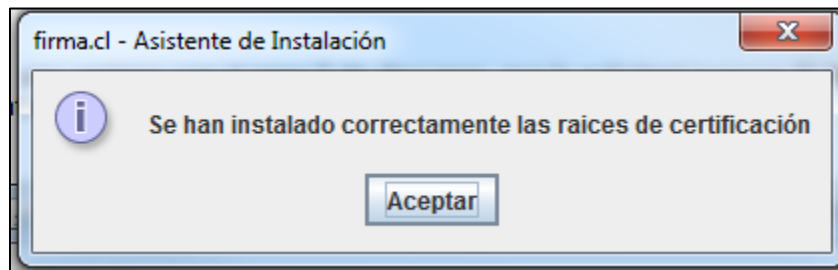 firma.cl - Asistente de Instalación
Se han instalado correctamente las raices de certificación
Aceptar